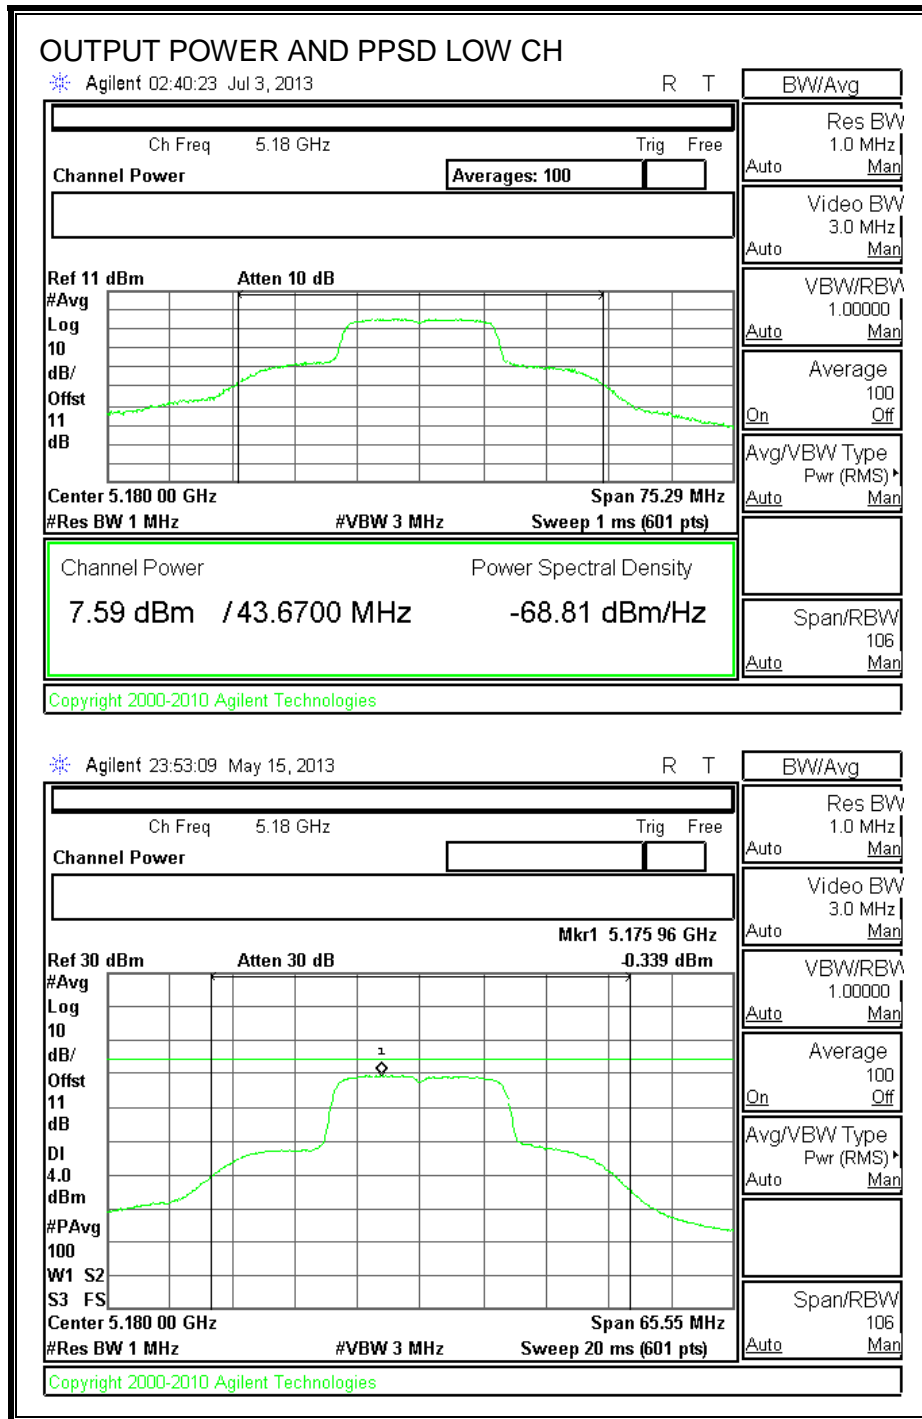 OUTPUT POWER AND PPSD LOW CH
Agilent 02:40:23 Jul 3, 2013 R T
Ch Freq 5.18 GHz Trig Free
Channel Power Averages: 100
Ref 11 dBm Atten 10 dB
#Avg
Log
10
dB/
Offst
11
dB
Center 5.180 00 GHz Span 75.29 MHz
#Res BW 1 MHz #VBW 3 MHz Sweep 1 ms (601 pts)
Channel Power Power Spectral Density
7.59 dBm / 43.6700 MHz -68.81 dBm/Hz
Copyright 2000-2010 Agilent Technologies
BW/Avg
Res BW
1.0 MHz
Auto Man
Video BW
3.0 MHz
Auto Man
VBW/RBW
1.00000
Auto Man
Average
100
On Off
Avg/VBW Type
Pwr (RMS)
Auto Man
Span/RBW
106
Auto Man
Agilent 23:53:09 May 15, 2013 R T
Ch Freq 5.18 GHz Trig Free
Channel Power
Mkr1 5.175 96 GHz
Ref 30 dBm Atten 30 dB -0.339 dBm
#Avg
Log
10
dB/
Offst
11
dB
DI
4.0
dBm
#PAvg
100
W1 S2
S3 FS
1
Center 5.180 00 GHz Span 65.55 MHz
#Res BW 1 MHz #VBW 3 MHz Sweep 20 ms (601 pts)
Copyright 2000-2010 Agilent Technologies
BW/Avg
Res BW
1.0 MHz
Auto Man
Video BW
3.0 MHz
Auto Man
VBW/RBW
1.00000
Auto Man
Average
100
On Off
Avg/VBW Type
Pwr (RMS)
Auto Man
Span/RBW
106
Auto Man